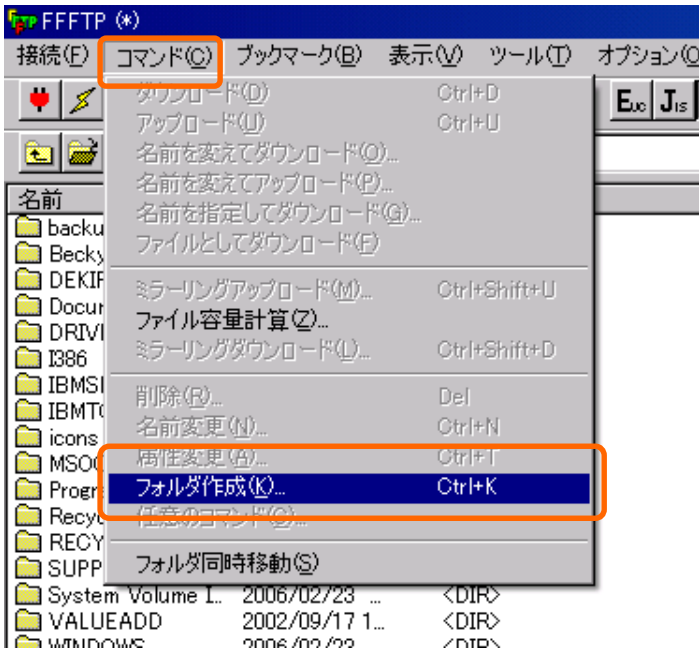 FFFTP (*)
接続(F) コマンド(C) ブックマーク(B) 表示(V) ツール(T) オプション(O
ダウンロード(D) Ctrl+D
アップロード(U) Ctrl+U
Euc JIS
名前を変えてダウンロード(O)...
名前を変えてアップロード(P)...
名前を指定してダウンロード(G)...
ファイルとしてダウンロード(F)
ミラーリングアップロード(M)... Ctrl+Shift+U
ファイル容量計算(Z)...
ミラーリングダウンロード(L)... Ctrl+Shift+D
削除(R)... Del
名前変更(N)... Ctrl+N
属性変更(A)... Ctrl+T
フォルダ作成(K)... Ctrl+K
任意のコマンド(C)...
フォルダ同時移動(S)
名前
backu
Becky
DEKIF
Docur
DRIVI
I386
IBMSI
IBMT
icons
MSOC
Progr
Recyc
RECY
SUPP
System Volume I... 2006/02/23 ... <DIR>
VALUEADD 2002/09/17 1... <DIR>
WINDOWS 2006/02/23 <DIR>